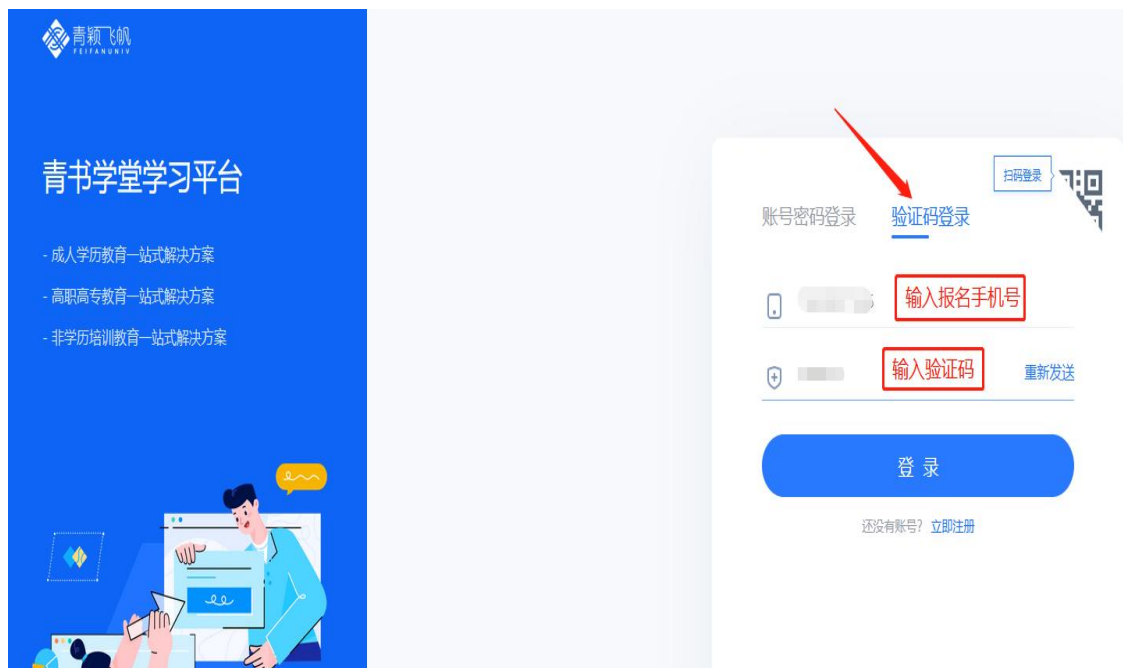 青颖飞帆
FEIFANUNIV
青书学堂学习平台
- 成人学历教育一站式解决方案
- 高职高专教育一站式解决方案
- 非学历培训教育一站式解决方案
扫码登录
账号密码登录 验证码登录
输入报名手机号
输入验证码 重新发送
登 录
还没有账号? 立即注册